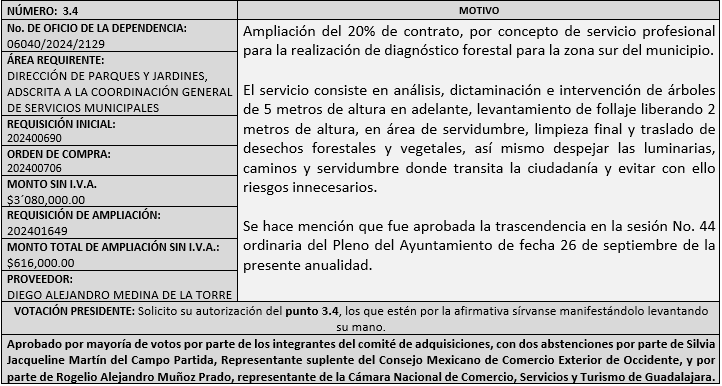 NÚMERO: 3.4
No. DE OFICIO DE LA DEPENDENCIA:
06040/2024/2129
ÁREA REQUIRENTE:
DIRECCIÓN DE PARQUES Y JARDINES,
ADSCRITA A LA COORDINACIÓN GENERAL
DE SERVICIOS MUNICIPALES
REQUISICIÓN INICIAL:
202400690
ORDEN DE COMPRA:
202400706
MONTO SIN I.V.A.
$3´080,000.00
REQUISICIÓN DE AMPLIACIÓN:
202401649
MONTO TOTAL DE AMPLIACIÓN SIN I.V.A.:
$616,000.00
PROVEEDOR:
DIEGO ALEJANDRO MEDINA DE LA TORRE
MOTIVO
Ampliación del 20% de contrato, por concepto de servicio profesional
para la realización de diagnóstico forestal para la zona sur del municipio.
El servicio consiste en análisis, dictaminación e intervención de árboles
de 5 metros de altura en adelante, levantamiento de follaje liberando 2
metros de altura, en área de servidumbre, limpieza final y traslado de
desechos forestales y vegetales, así mismo despejar las luminarias,
caminos y servidumbre donde transita la ciudadanía y evitar con ello
riesgos innecesarios.
Se hace mención que fue aprobada la trascendencia en la sesión No. 44
ordinaria del Pleno del Ayuntamiento de fecha 26 de septiembre de la
presente anualidad.
VOTACIÓN PRESIDENTE: Solicito su autorización del punto 3.4, los que estén por la afirmativa sírvanse manifestándolo levantando
su mano.
Aprobado por mayoría de votos por parte de los integrantes del comité de adquisiciones, con dos abstenciones por parte de Silvia
Jacqueline Martín del Campo Partida, Representante suplente del Consejo Mexicano de Comercio Exterior de Occidente, y por
parte de Rogelio Alejandro Muñoz Prado, representante de la Cámara Nacional de Comercio, Servicios y Turismo de Guadalajara.